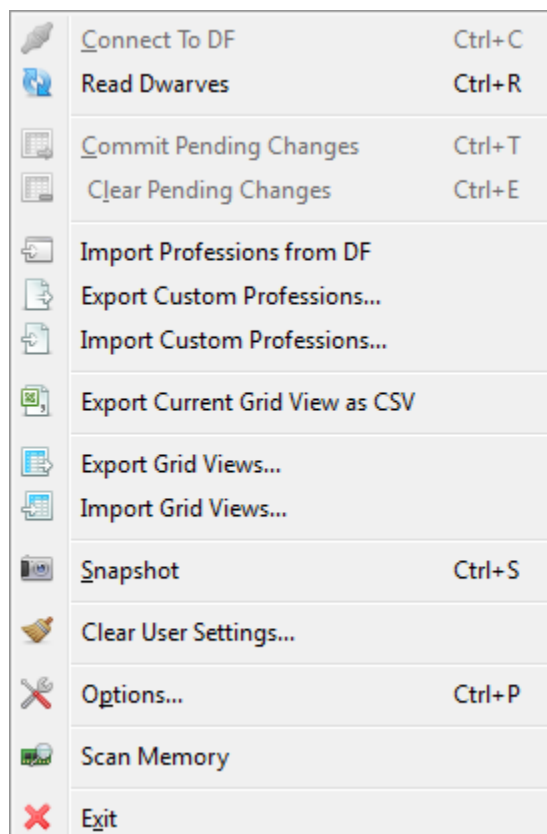 Connect To DF Ctrl+C
Read Dwarves Ctrl+R
Commit Pending Changes Ctrl+T
Clear Pending Changes Ctrl+E
Import Professions from DF
Export Custom Professions...
Import Custom Professions...
Export Current Grid View as CSV
Export Grid Views...
Import Grid Views...
Snapshot Ctrl+S
Clear User Settings...
Options... Ctrl+P
Scan Memory
Exit